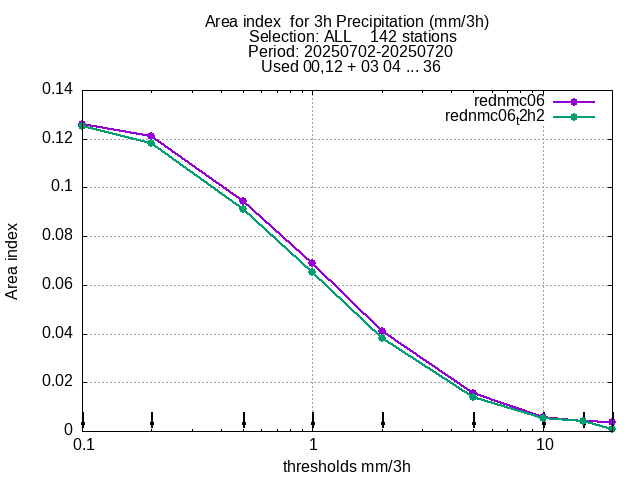 Area index  for 3h Precipitation (mm/3h)
Selection: ALL    142 stations
Period: 20250702-20250720
Used 00,12 + 03 04 ... 36
rednmc06
rednmc06t2h2
0.14
0.12
0.1
0.08
0.06
0.04
0.02
0
Area index
0.1
1
10
thresholds mm/3h